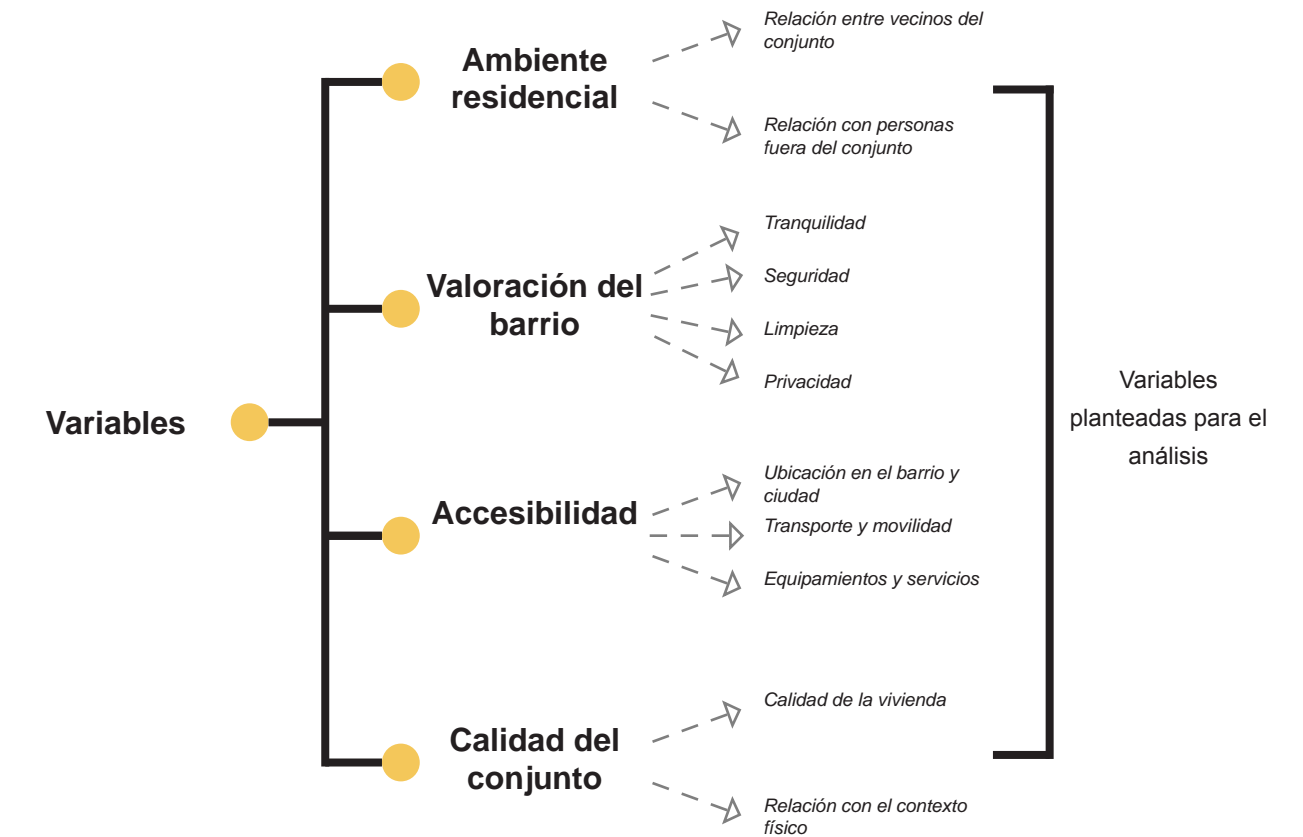 Variables
Ambiente
residencial
Relación entre vecinos del
conjunto
Relación con personas
fuera del conjunto
Valoración del
barrio
Tranquilidad
Seguridad
Limpieza
Privacidad
Accesibilidad
Ubicación en el barrio y
ciudad
Transporte y movilidad
Equipamientos y servicios
Calidad del
conjunto
Calidad de la vivienda
Relación con el contexto
físico
Variables
planteadas para el
análisis